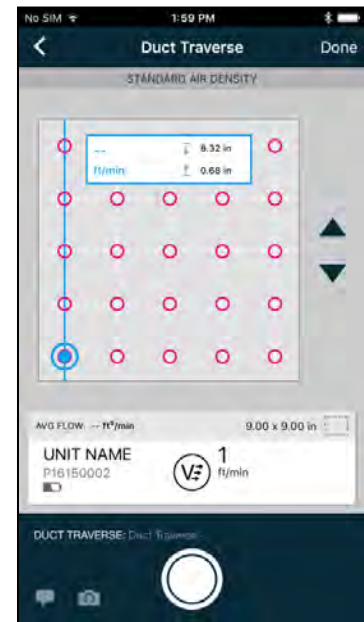 No SIM 1:59 PM
Duct Traverse Done
STANDARD AIR DENSITY
-- 8.32 in
ft/min 0.68 in
AVG FLOW -- ft³/min 9.00 x 9.00 in
UNIT NAME 1
P16150002 V ft/min
DUCT TRAVERSE: Duct Traverse